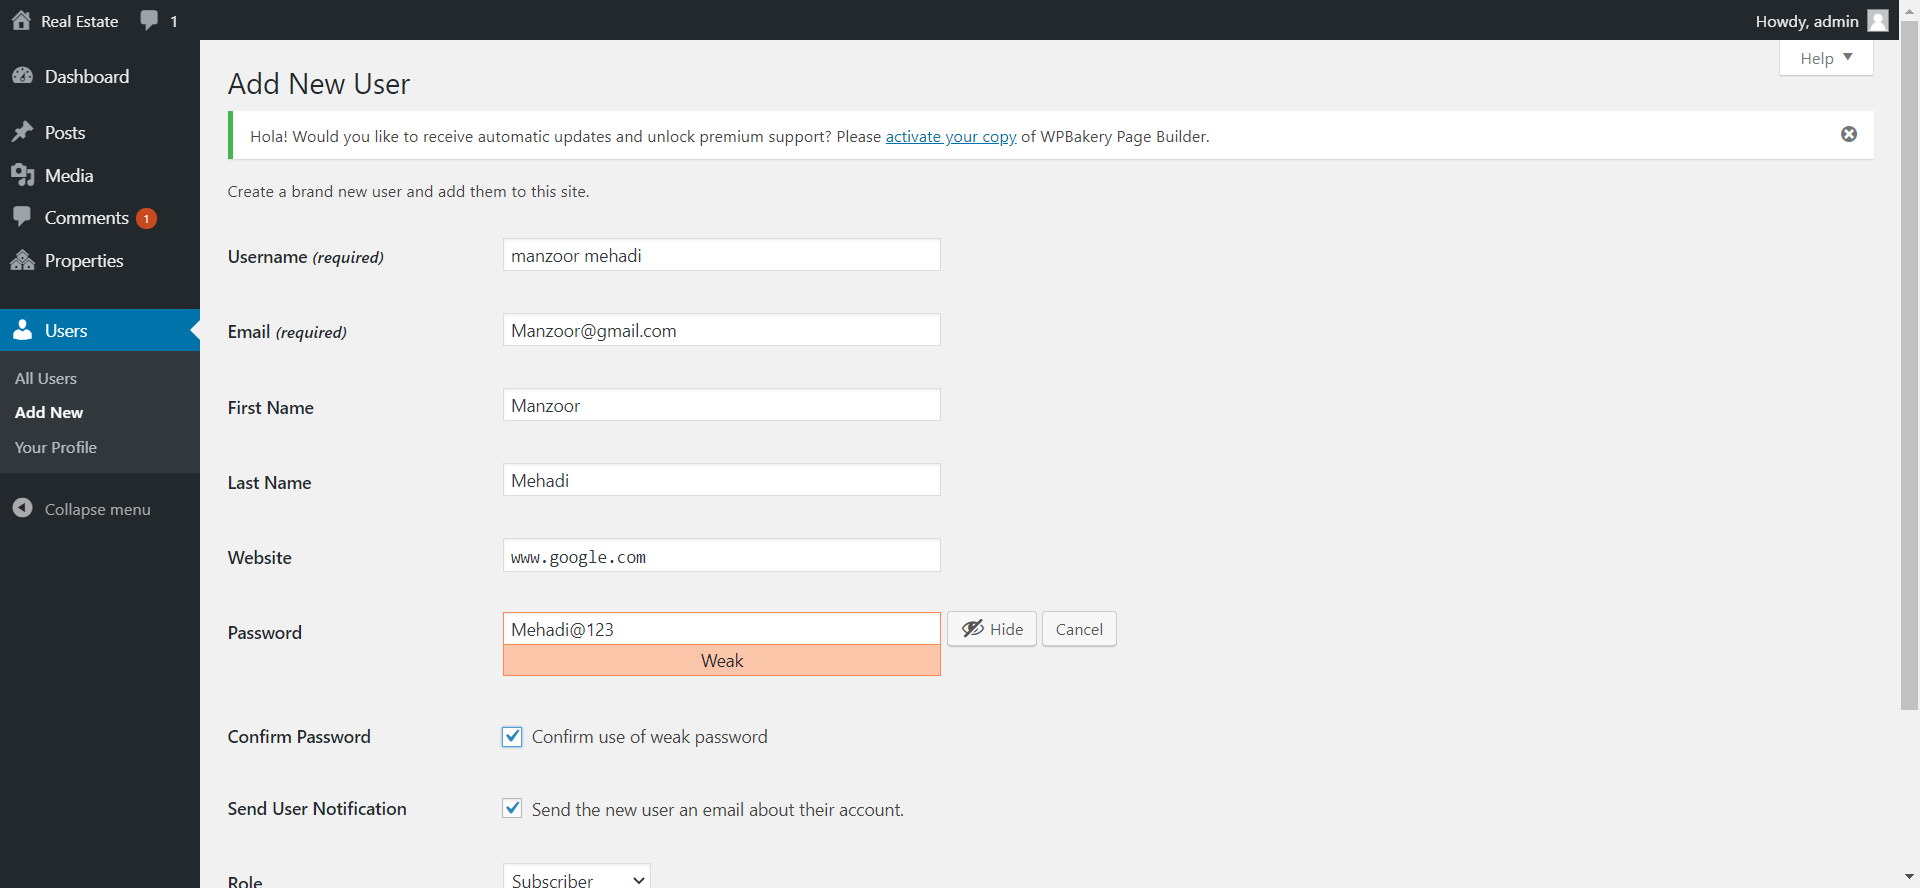 Real Estate 1 Howdy, admin
Help
Dashboard
Posts
Media
Comments 1
Properties
Users
All Users
Add New
Your Profile
Collapse menu
Add New User
Hola! Would you like to receive automatic updates and unlock premium support? Please activate your copy of WPBakery Page Builder.
Create a brand new user and add them to this site.
Username (required) manzoor mehadi
Email (required) Manzoor@gmail.com
First Name Manzoor
Last Name Mehadi
Website www.google.com
Password Mehadi@123 Hide Cancel
Weak
Confirm Password Confirm use of weak password
Send User Notification Send the new user an email about their account.
Role Subscriber